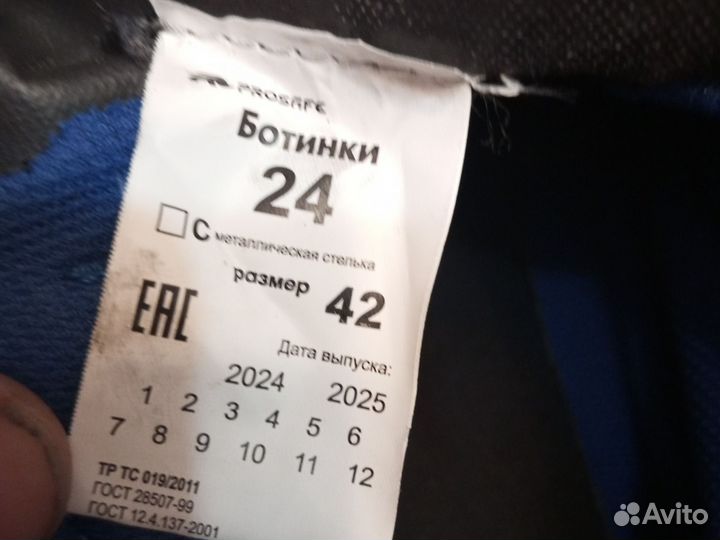 PROSAFE
Ботинки
24
С металлическая стелька
размер 42
EAC
Дата выпуска:
2024 2025
1 2 3 4 5 6
7 8 9 10 11 12
ТР ТС 019/2011
ГОСТ 28507-99
ГОСТ 12.4.137-2001
Avito